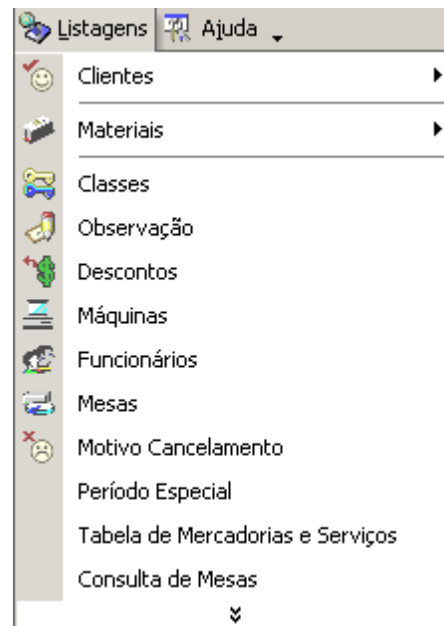 Listagens Ajuda
Clientes
Materiais
Classes
Observação
Descontos
Máquinas
Funcionários
Mesas
Motivo Cancelamento
Período Especial
Tabela de Mercadorias e Serviços
Consulta de Mesas